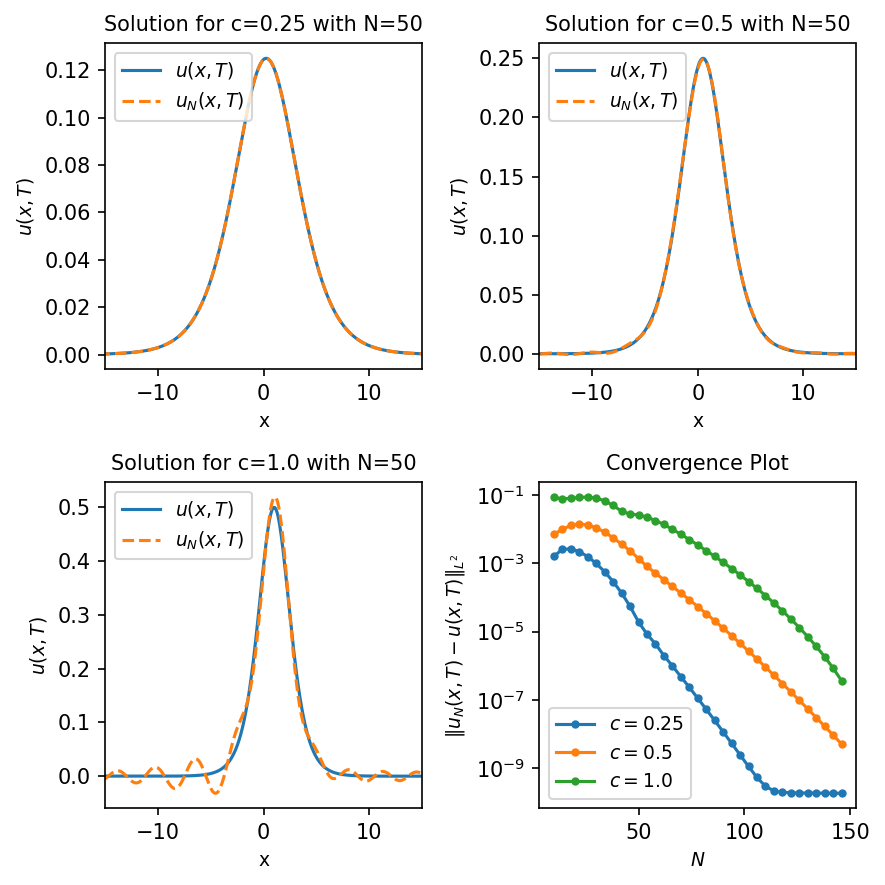 Solution for c=0.25 with N=50
u(x, T)
u_N(x, T)
0.12
0.10
0.08
0.06
0.04
0.02
0.00
u(x, T)
−10
0
10
x
Solution for c=0.5 with N=50
u(x, T)
u_N(x, T)
0.25
0.20
0.15
0.10
0.05
0.00
u(x, T)
−10
0
10
x
Solution for c=1.0 with N=50
u(x, T)
u_N(x, T)
0.5
0.4
0.3
0.2
0.1
0.0
u(x, T)
−10
0
10
x
Convergence Plot
10^{−1}
10^{−3}
10^{−5}
10^{−7}
10^{−9}
‖u_N(x, T) − u(x, T)‖_{L^2}
c = 0.25
c = 0.5
c = 1.0
50
100
150
N